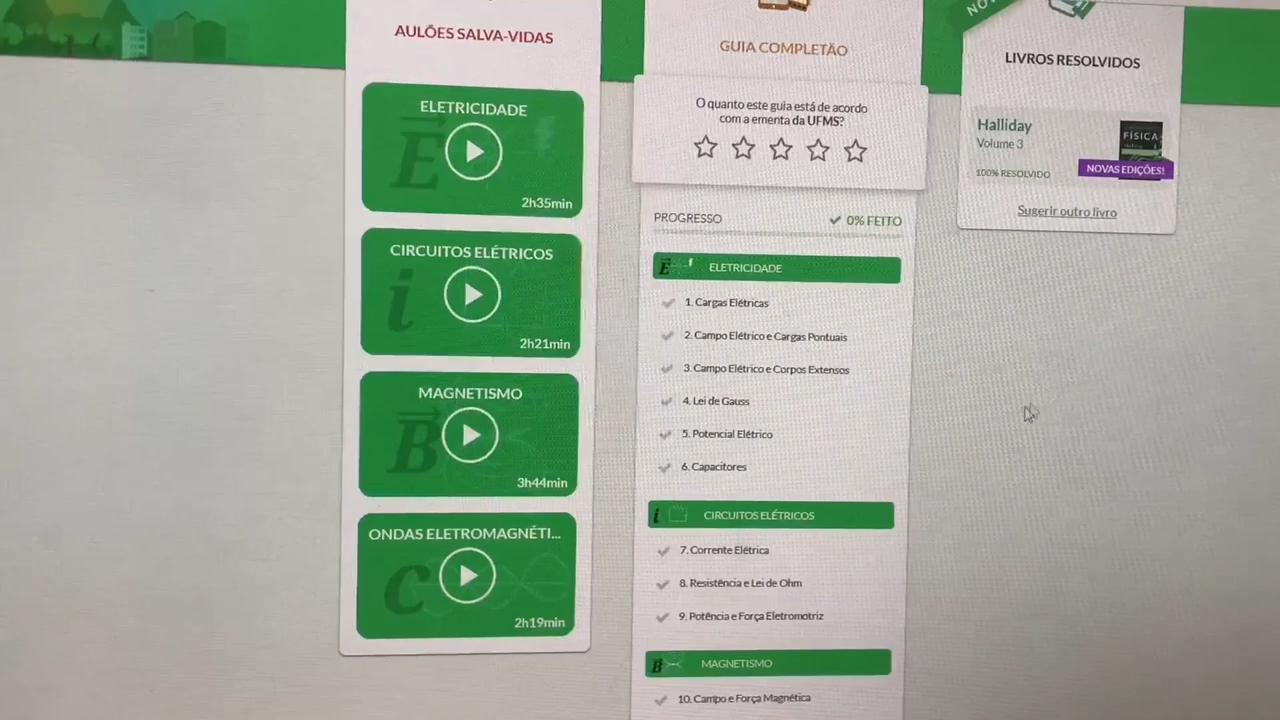 AULÕES SALVA-VIDAS
ELETRICIDADE
2h35min
CIRCUITOS ELÉTRICOS
2h21min
MAGNETISMO
3h44min
ONDAS ELETROMAGNÉTI...
2h19min
GUIA COMPLETÃO
O quanto este guia está de acordo
com a ementa da UFMS?
PROGRESSO 0% FEITO
ELETRICIDADE
1. Cargas Elétricas
2. Campo Elétrico e Cargas Pontuais
3. Campo Elétrico e Corpos Extensos
4. Lei de Gauss
5. Potencial Elétrico
6. Capacitores
CIRCUITOS ELÉTRICOS
7. Corrente Elétrica
8. Resistência e Lei de Ohm
9. Potência e Força Eletromotriz
MAGNETISMO
10. Campo e Força Magnética
LIVROS RESOLVIDOS
Halliday
Volume 3
100% RESOLVIDO
FÍSICA
NOVAS EDIÇÕES!
Sugerir outro livro